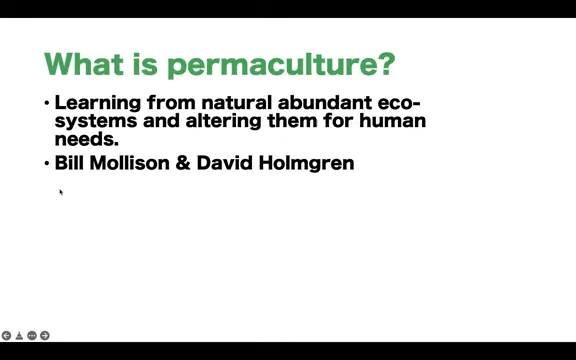 What is permaculture?
• Learning from natural abundant eco-
systems and altering them for human
needs.
• Bill Mollison & David Holmgren